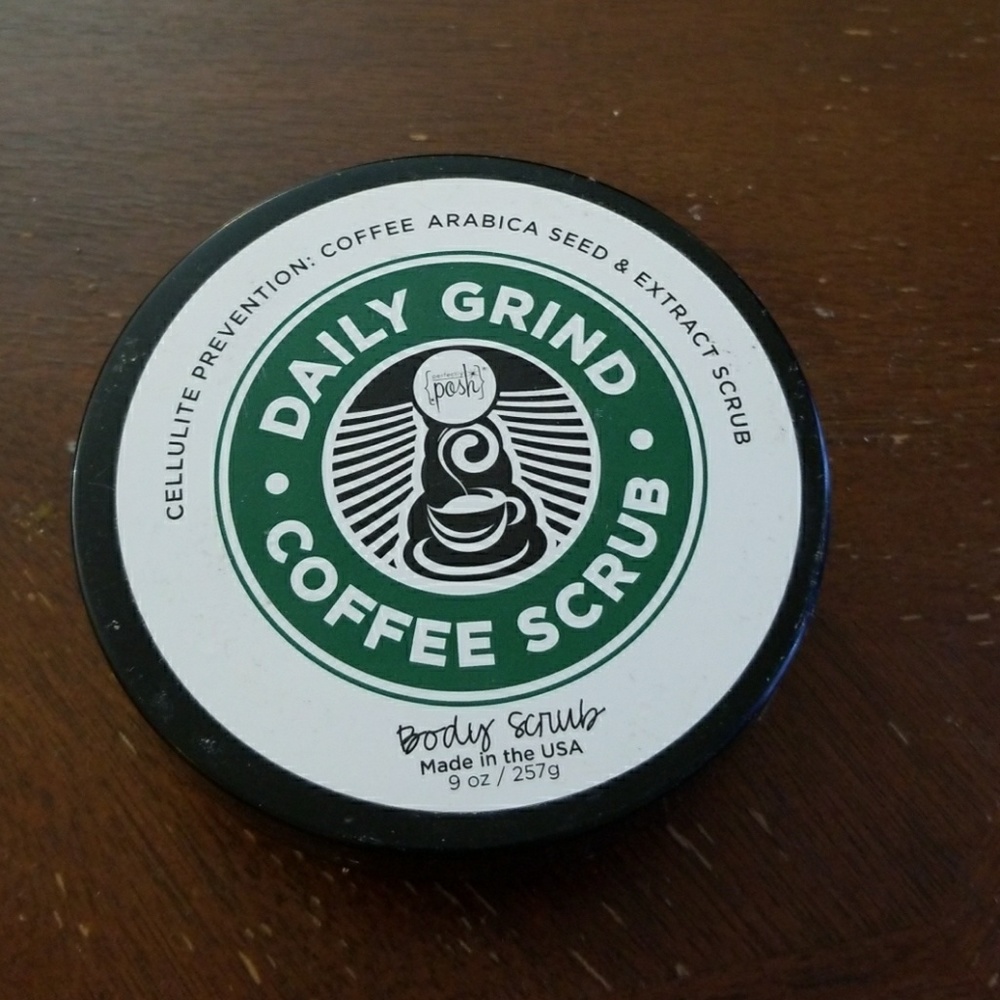 CELLULITE PREVENTION: COFFEE ARABICA SEED & EXTRACT SCRUB
DAILY GRIND
{perfectly
posh}
COFFEE SCRUB
Body Scrub
Made in the USA
9 oz / 257g